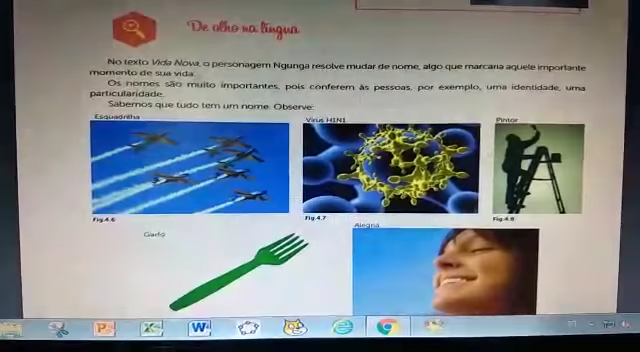 De olho na língua
No texto Vida Nova, o personagem Ngunga resolve mudar de nome, algo que marcaria aquele importante
momento de sua vida.
Os nomes são muito importantes, pois conferem às pessoas, por exemplo, uma identidade, uma
particularidade.
Sabemos que tudo tem um nome. Observe:
Esquadrilha
Vírus H1N1
Pintor
Fig.4.6
Fig.4.7
Fig.4.8
Garfo
Alegria